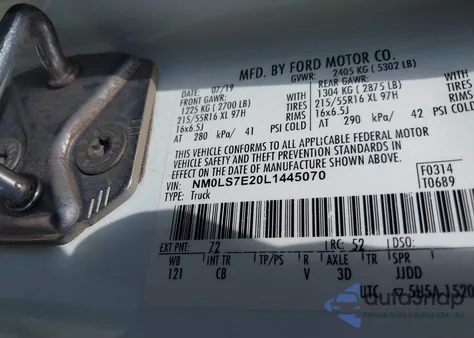 MFD. BY FORD MOTOR CO.
DATE: 07/19 GVWR: 2405 KG ( 5302 LB)
FRONT GAWR: REAR GAWR:
1225 KG ( 2700 LB) 1304 KG ( 2875 LB)
215/55R16 XL 97H TIRES 215/55R16 XL 97H TIRES
16x6.5J RIMS 16x6.5J RIMS
AT 280 kPa/ 41 PSI COLD AT 290 kPa/ 42 PSI COLD
THIS VEHICLE CONFORMS TO ALL APPLICABLE FEDERAL MOTOR
VEHICLE SAFETY AND THEFT PREVENTION STANDARDS IN
EFFECT ON THE DATE OF MANUFACTURE SHOWN ABOVE.
VIN: NM0LS7E20L1445070 F0314
TYPE: Truck T0689
EXT PNT: 72 RC: 52 DSO:
WB INT TR TP/PS R AXLE TR SPR
121 CB V 3D JJDD
autosnap
UTC